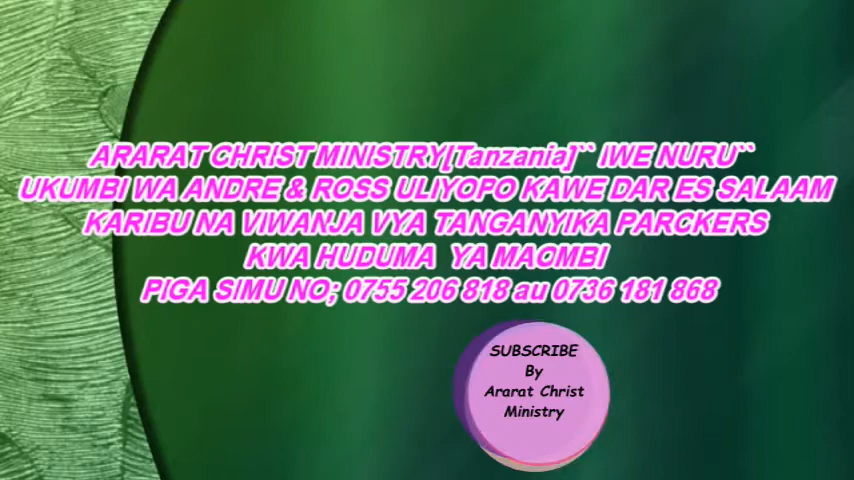 ARARAT CHRIST MINISTRY[Tanzania]`` IWE NURU``
UKUMBI WA ANDRE & ROSS ULIYOPO KAWE DAR ES SALAAM
KARIBU NA VIWANJA VYA TANGANYIKA PARCKERS
KWA HUDUMA YA MAOMBI
PIGA SIMU NO; 0755 206 818 au 0736 181 868
SUBSCRIBE
By
Ararat Christ
Ministry